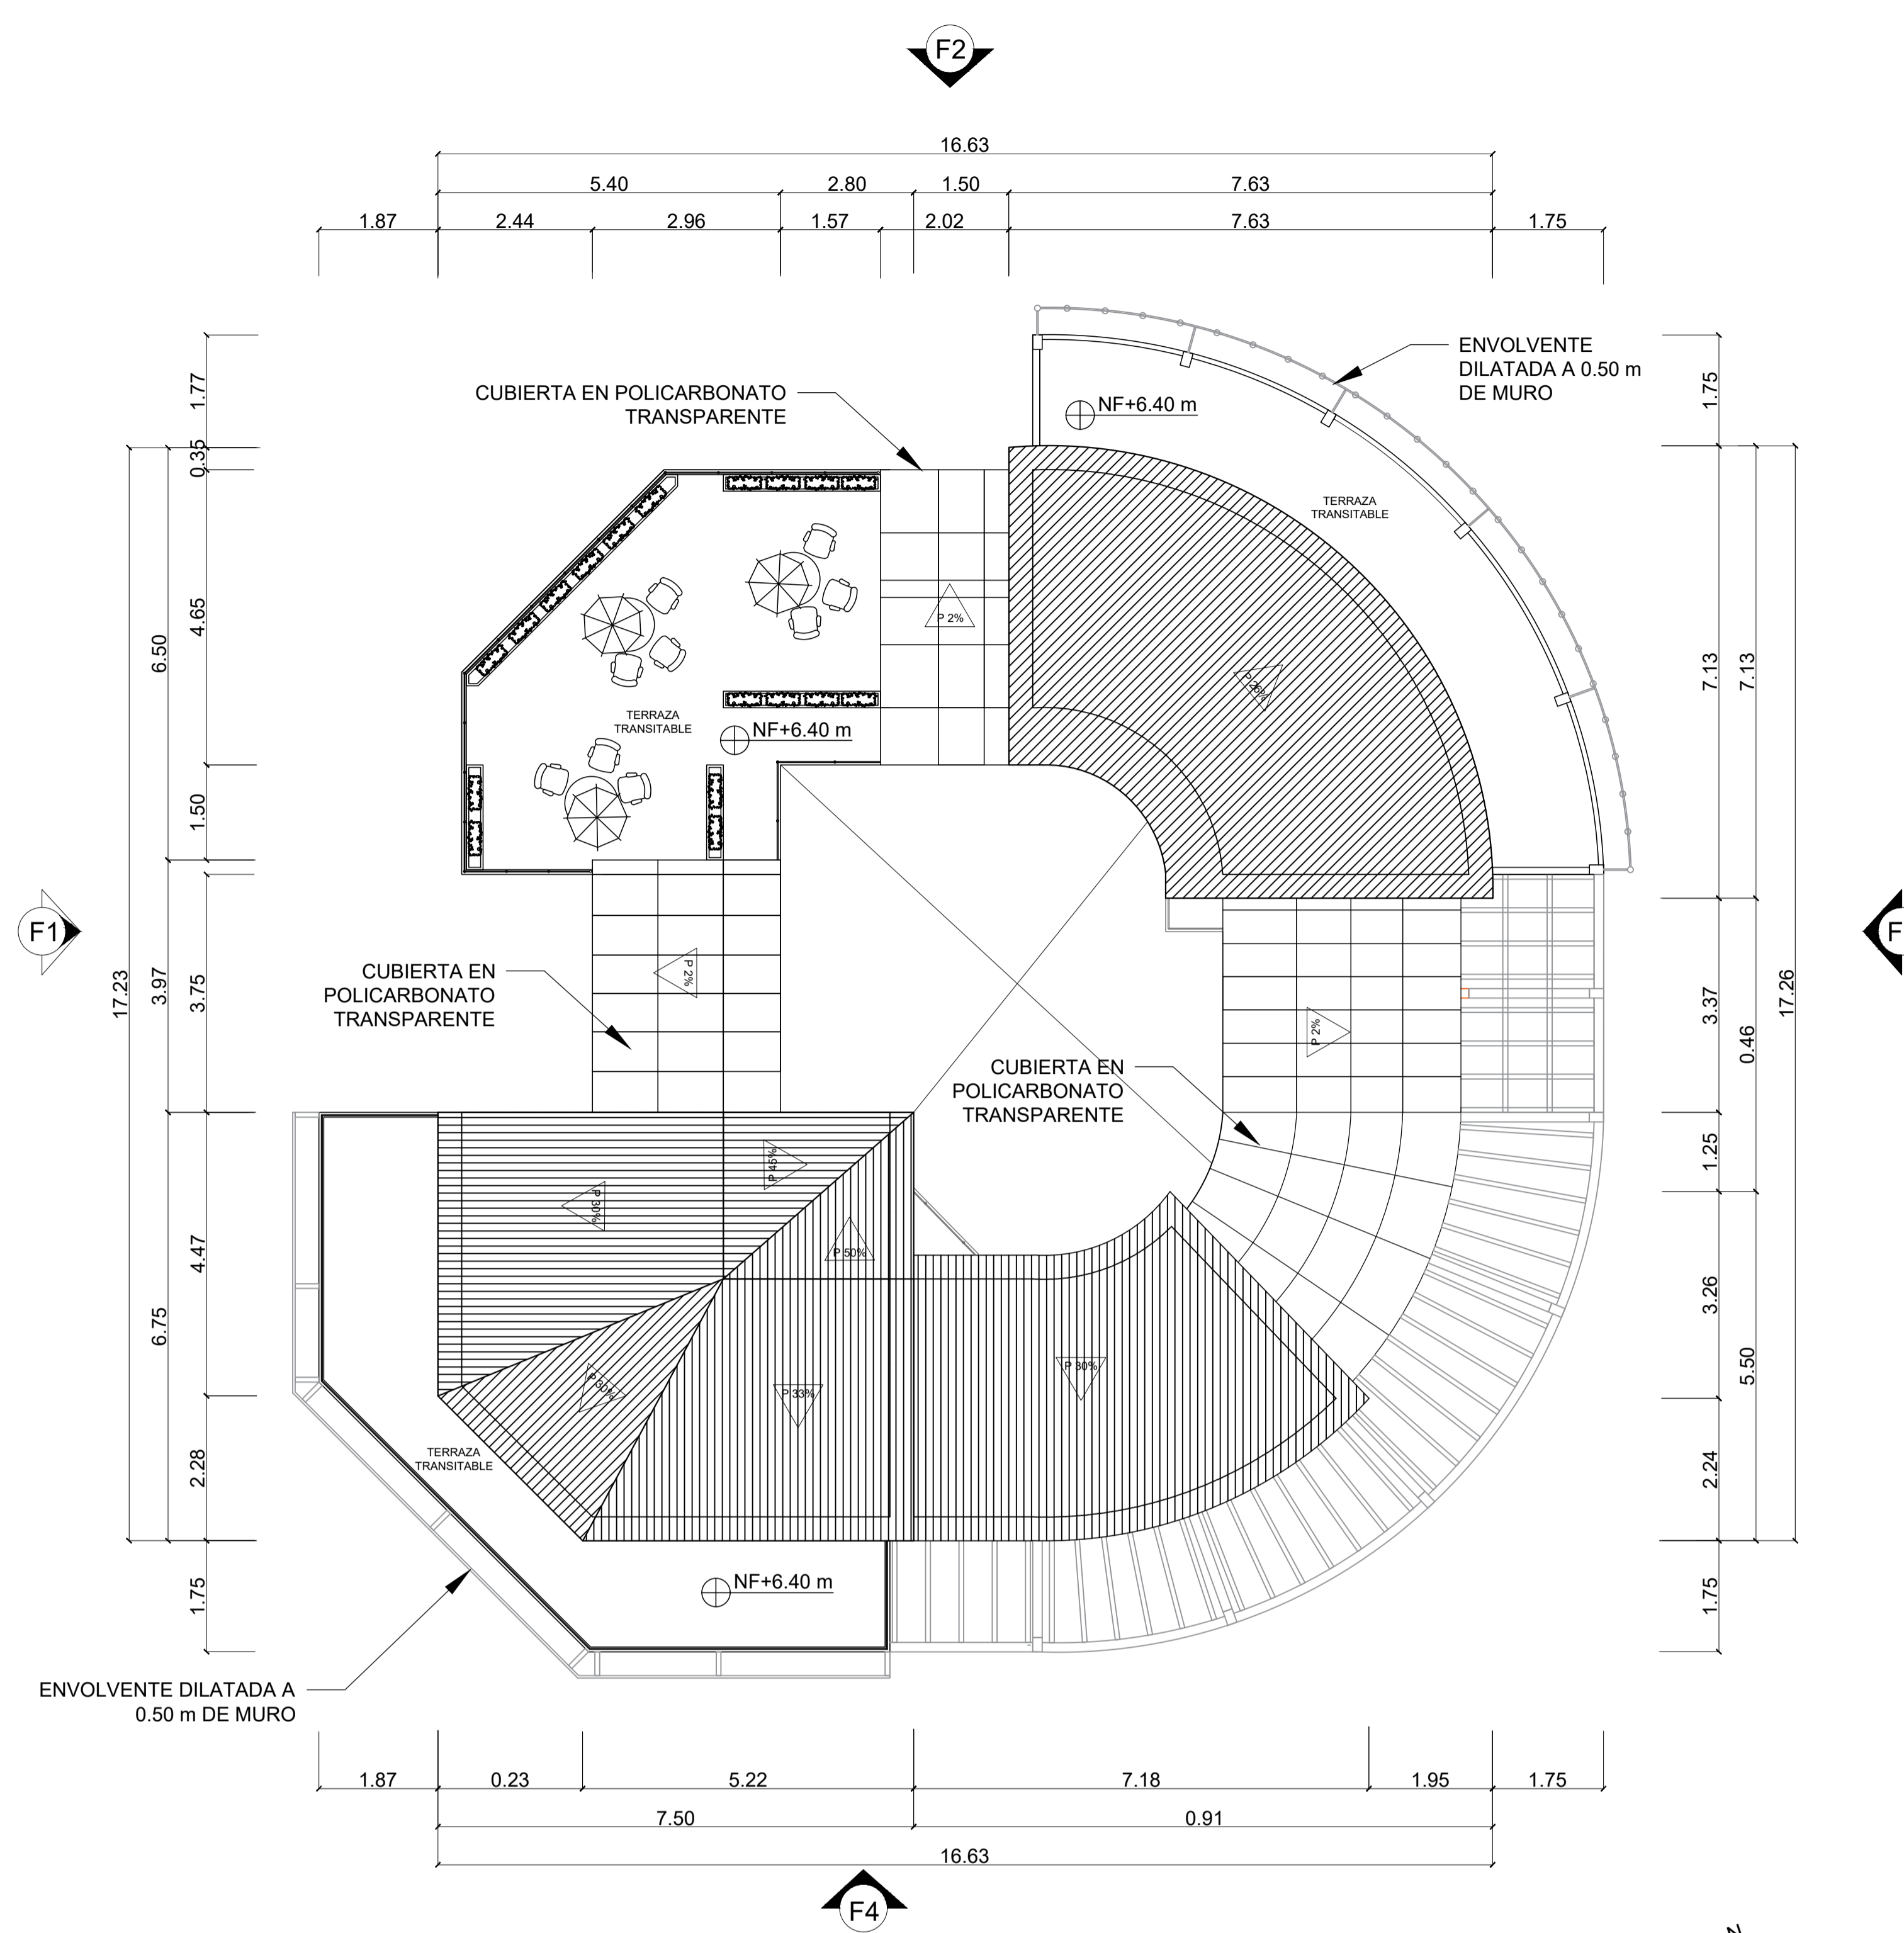 F2
16.63
5.40 2.80 1.50 7.63
1.87 2.44 2.96 1.57 2.02 7.63 1.75
ENVOLVENTE
DILATADA A 0.50 m
DE MURO
CUBIERTA EN POLICARBONATO
TRANSPARENTE
NF+6.40 m
TERRAZA
TRANSITABLE
P 2%
P 26%
TERRAZA
TRANSITABLE
NF+6.40 m
1.77
0.35
4.65
1.50
3.75
4.47
2.28
1.75
6.50
3.97
6.75
17.23
1.75
7.13
3.37
1.25
3.26
2.24
1.75
7.13
0.46
5.50
17.26
F1
F
CUBIERTA EN
POLICARBONATO
TRANSPARENTE
P 2%
P 2%
CUBIERTA EN
POLICARBONATO
TRANSPARENTE
P 45%
P 30%
P 50%
P 30%
P 33%
P 30%
TERRAZA
TRANSITABLE
NF+6.40 m
ENVOLVENTE DILATADA A
0.50 m DE MURO
1.87 0.23 5.22 7.18 1.95 1.75
7.50 0.91
16.63
F4